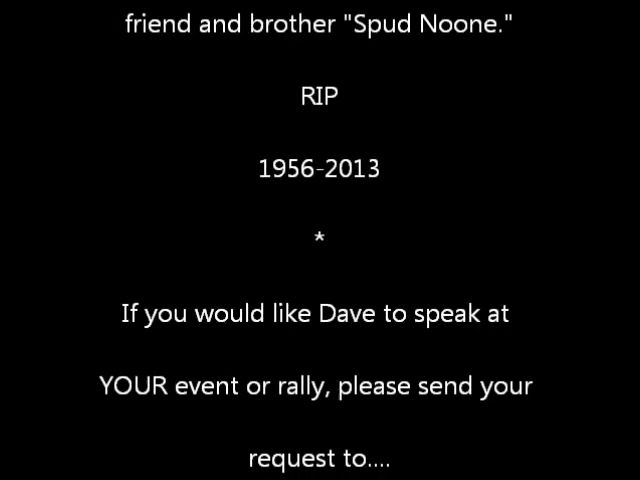 friend and brother "Spud Noone."
RIP
1956-2013
*
If you would like Dave to speak at
YOUR event or rally, please send your
request to....